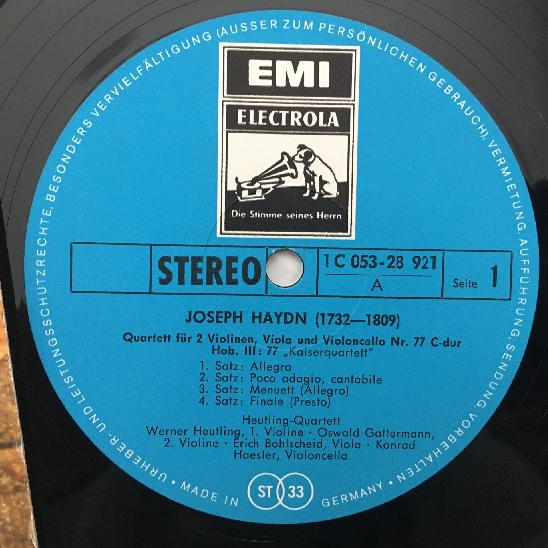 URHEBER- UND LEISTUNGSSCHUTZRECHTE, BESONDERS VERVIELFÄLTIGUNG (AUSSER ZUM PERSÖNLICHEN GEBRAUCH), VERMIETUNG, AUFFÜHRUNG, SENDUNG VORBEHALTEN
EMI
ELECTROLA
Die Stimme seines Herrn
STEREO
1 C 053-28 921
A
Seite 1
JOSEPH HAYDN (1732—1809)
Quartett für 2 Violinen, Viola und Violoncello Nr. 77 C-dur
Hob. III: 77 „Kaiserquartett"
1. Satz: Allegro
2. Satz: Poco adagio, cantabile
3. Satz: Menuett (Allegro)
4. Satz: Finale (Presto)
Heutling-Quartett
Werner Heutling, 1. Violine · Oswald Gattermann,
2. Violine · Erich Bohlscheid, Viola · Konrad
Haesler, Violoncello
• MADE IN ST 33 GERMANY •